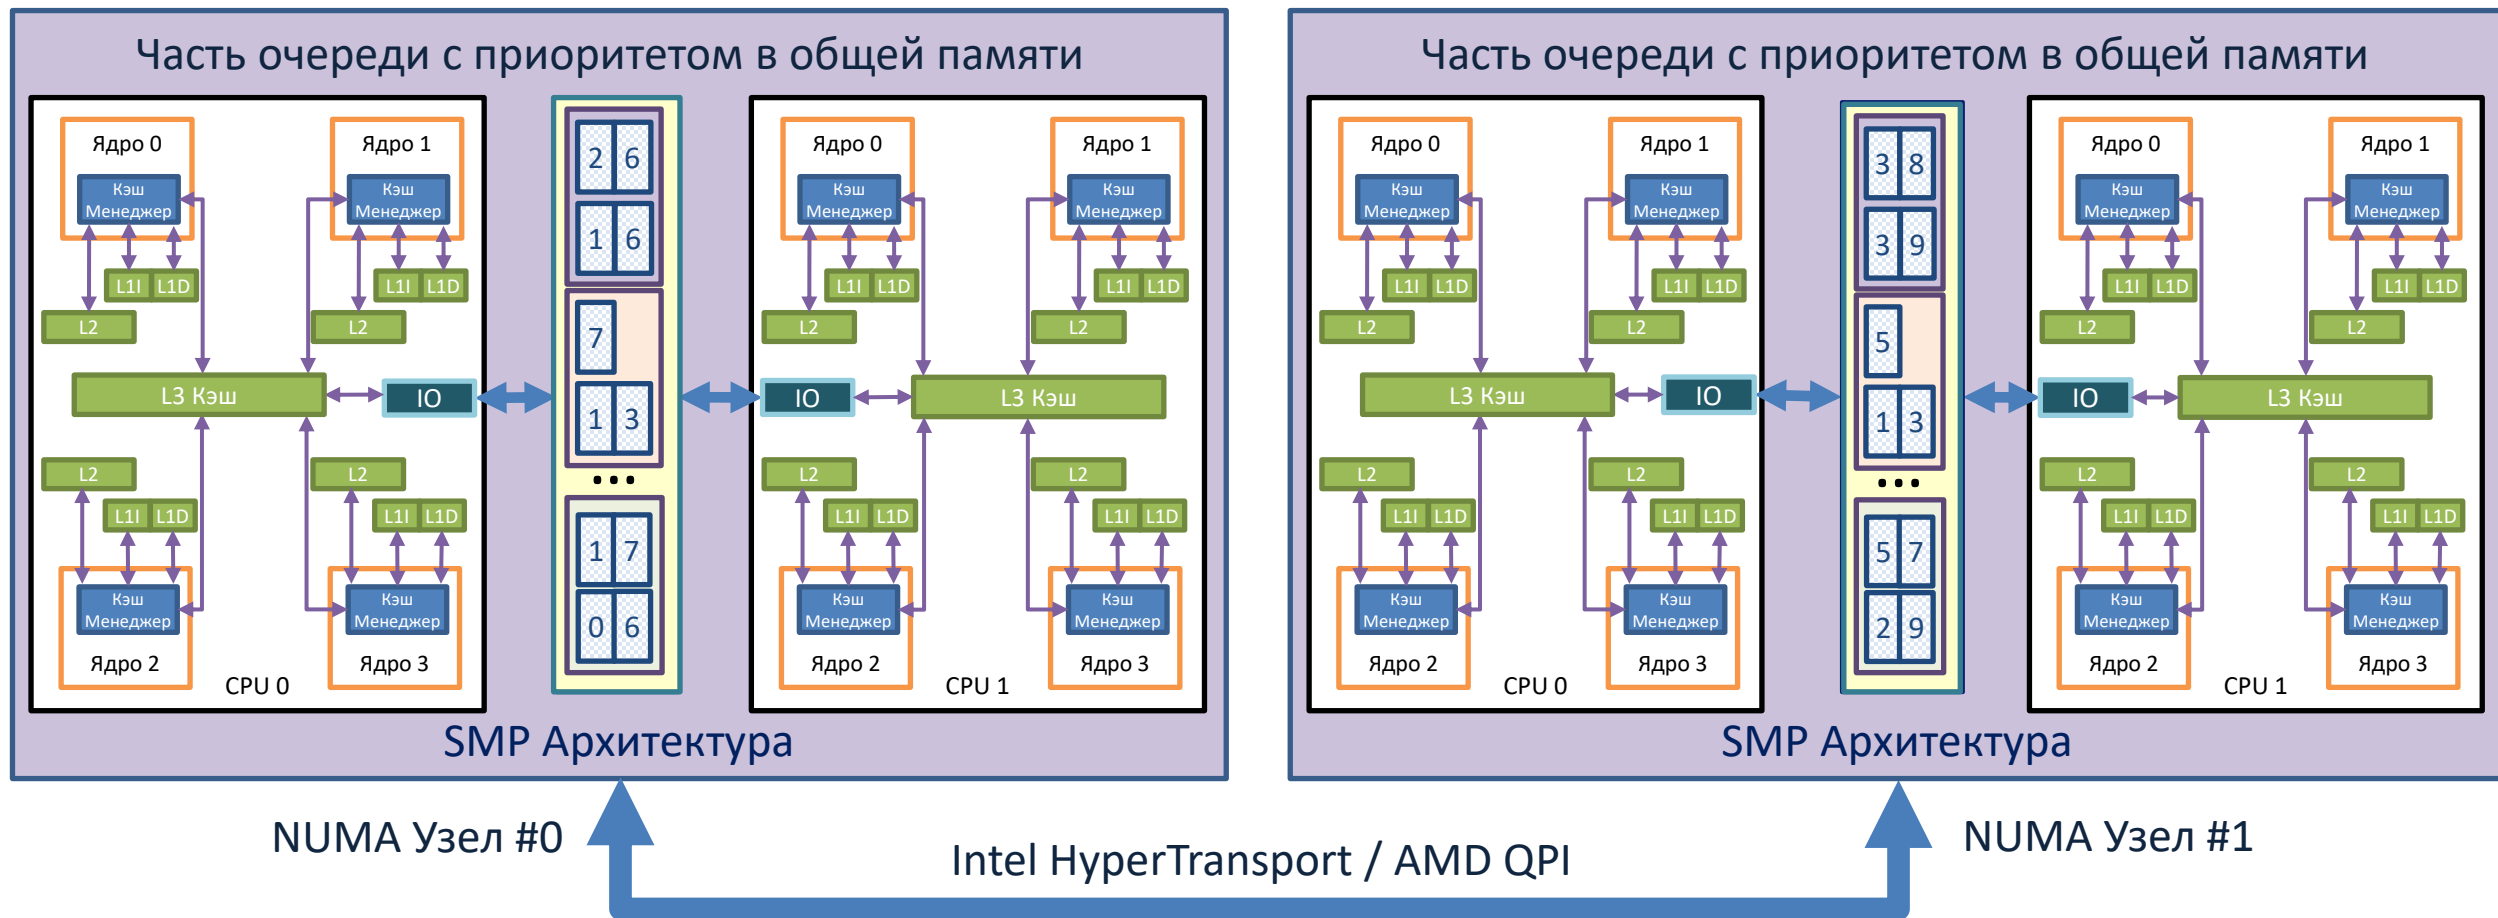 Часть очереди с приоритетом в общей памяти
Ядро 0
Кэш
Менеджер
L1I L1D
L2
Ядро 1
Кэш
Менеджер
L1I L1D
L2
L3 Кэш
IO
L2
L1I L1D
Кэш
Менеджер
Ядро 2
L2
L1I L1D
Кэш
Менеджер
Ядро 3
CPU 0
2 6
1 6
7
1 3
...
1 7
0 6
Ядро 0
Кэш
Менеджер
L1I L1D
L2
Ядро 1
Кэш
Менеджер
L1I L1D
L2
IO
L3 Кэш
L2
L1I L1D
Кэш
Менеджер
Ядро 2
L2
L1I L1D
Кэш
Менеджер
Ядро 3
CPU 1
SMP Архитектура
Часть очереди с приоритетом в общей памяти
Ядро 0
Кэш
Менеджер
L1I L1D
L2
Ядро 1
Кэш
Менеджер
L1I L1D
L2
L3 Кэш
IO
L2
L1I L1D
Кэш
Менеджер
Ядро 2
L2
L1I L1D
Кэш
Менеджер
Ядро 3
CPU 0
3 8
3 9
5
1 3
...
5 7
2 9
Ядро 0
Кэш
Менеджер
L1I L1D
L2
Ядро 1
Кэш
Менеджер
L1I L1D
L2
IO
L3 Кэш
L2
L1I L1D
Кэш
Менеджер
Ядро 2
L2
L1I L1D
Кэш
Менеджер
Ядро 3
CPU 1
SMP Архитектура
NUMA Узел #0
Intel HyperTransport / AMD QPI
NUMA Узел #1